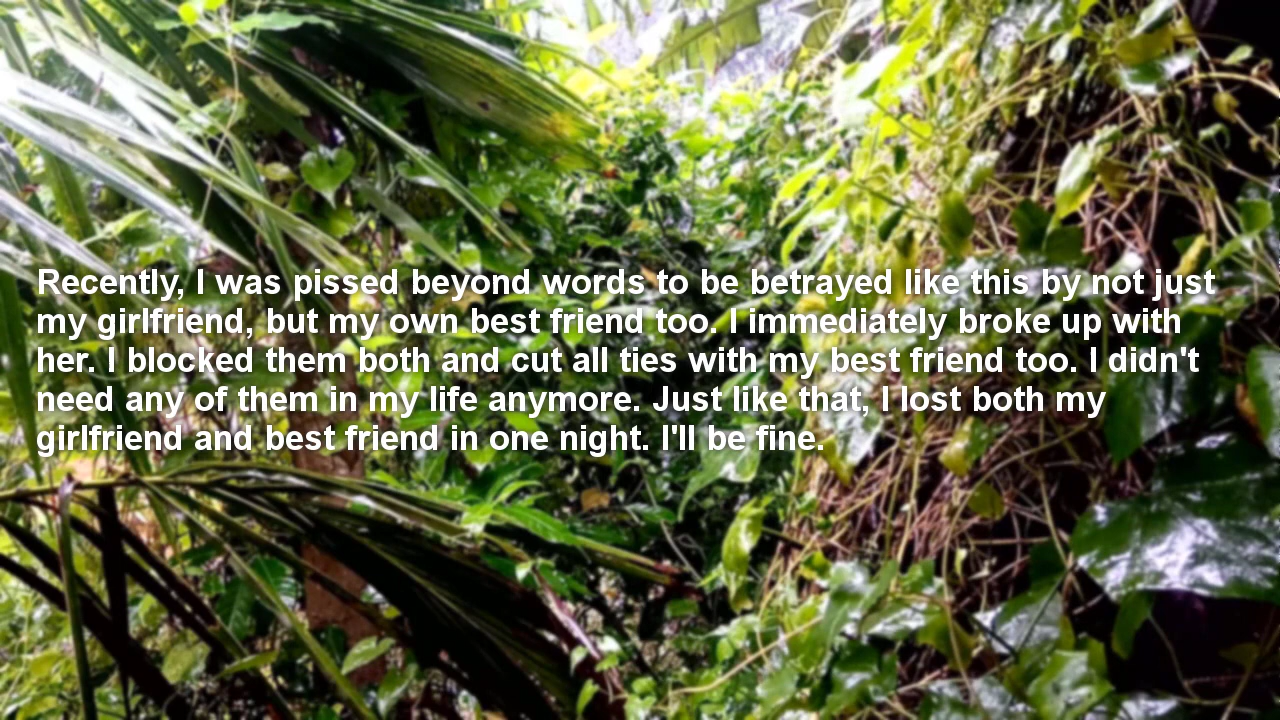 Recently, I was pissed beyond words to be betrayed like this by not just
my girlfriend, but my own best friend too. I immediately broke up with
her. I blocked them both and cut all ties with my best friend too. I didn't
need any of them in my life anymore. Just like that, I lost both my
girlfriend and best friend in one night. I'll be fine.